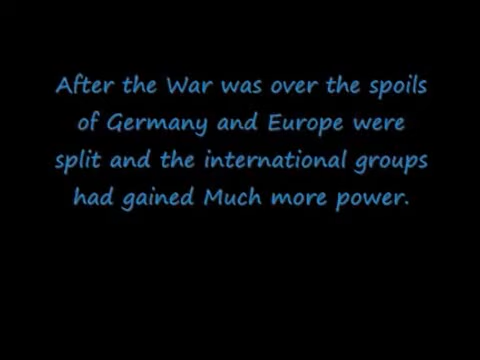 After the War was over the spoils
of Germany and Europe were
split and the international groups
had gained Much more power.